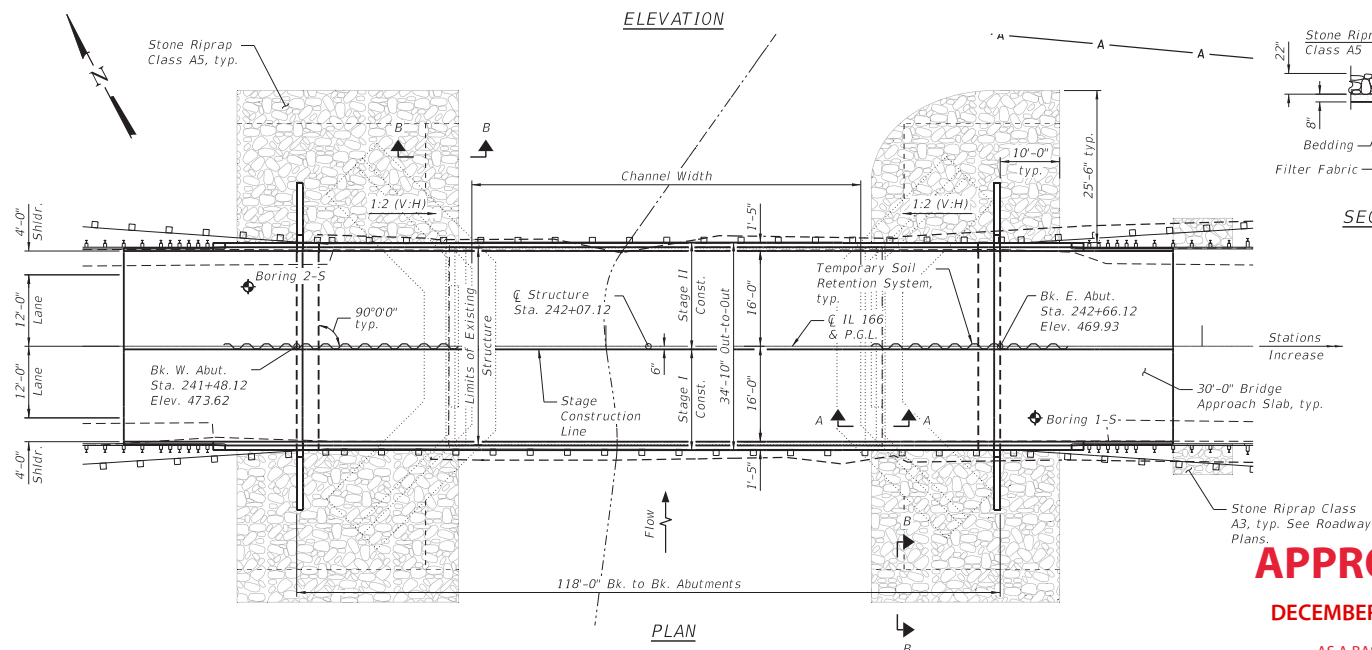 ELEVATION
Stone Riprap
Class A5, typ.
N
B
B
A
A
A
Stone Ripr
Class A5
22"
8"
Bedding
Filter Fabric
SEC
Channel Width
10'-0"
typ.
25'-6" typ.
1:2 (V:H)
1:2 (V:H)
1'-5"
4'-0"
Shldr.
12'-0"
Lane
12'-0"
Lane
4'-0"
Shldr.
Boring 2-S
90°0'0"
typ.
Limits of Existing
Structure
℄ Structure
Sta. 242+07.12
Stage II
Const.
Stage I
Const.
34'-10" Out-to-Out
16'-0"
16'-0"
6"
Temporary Soil
Retention System,
typ.
℄ IL 166
& P.G.L.
Bk. E. Abut.
Sta. 242+66.12
Elev. 469.93
Stations
Increase
Bk. W. Abut.
Sta. 241+48.12
Elev. 473.62
Stage
Construction
Line
30'-0" Bridge
Approach Slab, typ.
A
A
Boring 1-S
1'-5"
Flow
Stone Riprap Class
A3, typ. See Roadway
Plans.
B
118'-0" Bk. to Bk. Abutments
B
PLAN
APPRO
DECEMBER